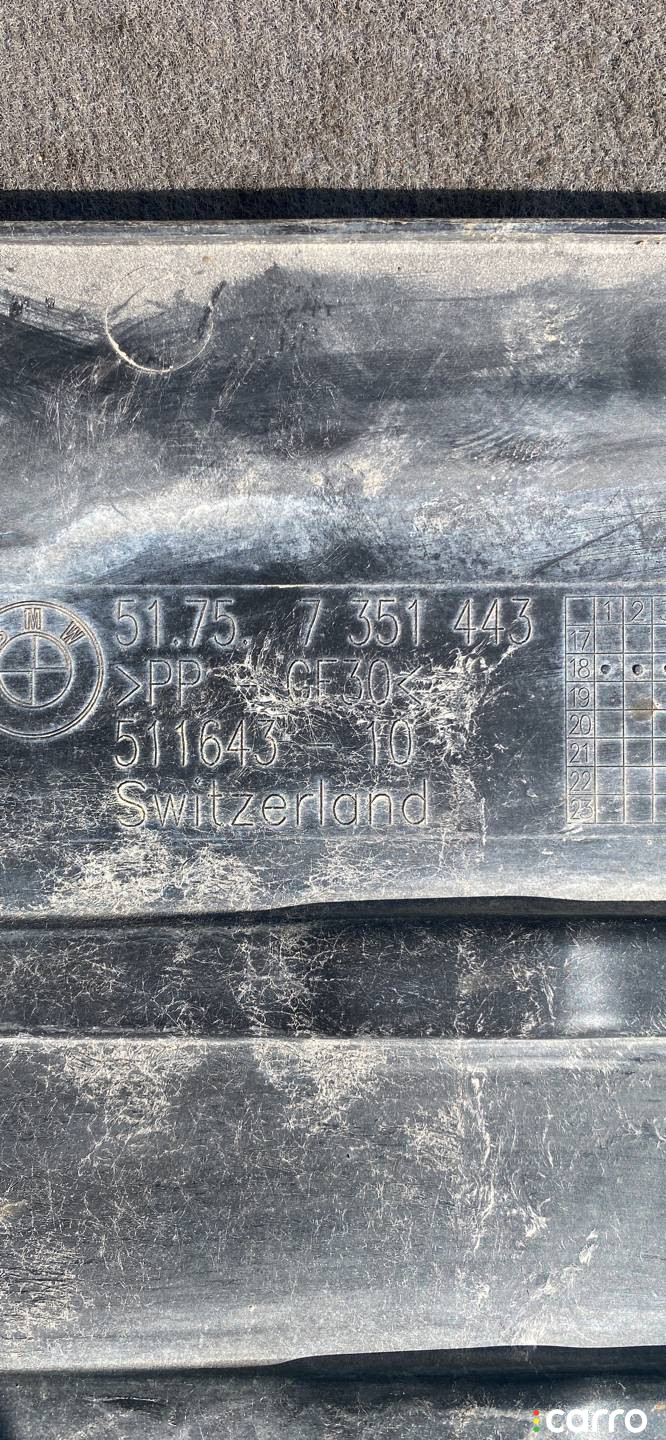 BMW
51.75. 7 351 443
>PP - GF30<
511643 - 10
Switzerland
1 2
17
18
19
20
21
22
23
carro